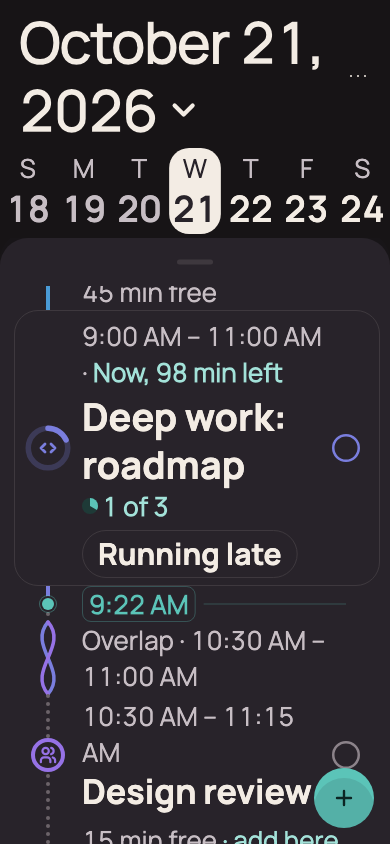 October 21,
2026
...
S M T W T F S
18 19 20 21 22 23 24
45 min free
9:00 AM – 11:00 AM
· Now, 98 min left
Deep work:
roadmap
1 of 3
Running late
9:22 AM
Overlap · 10:30 AM –
11:00 AM
10:30 AM – 11:15
AM
Design review
+
15 min free · add here